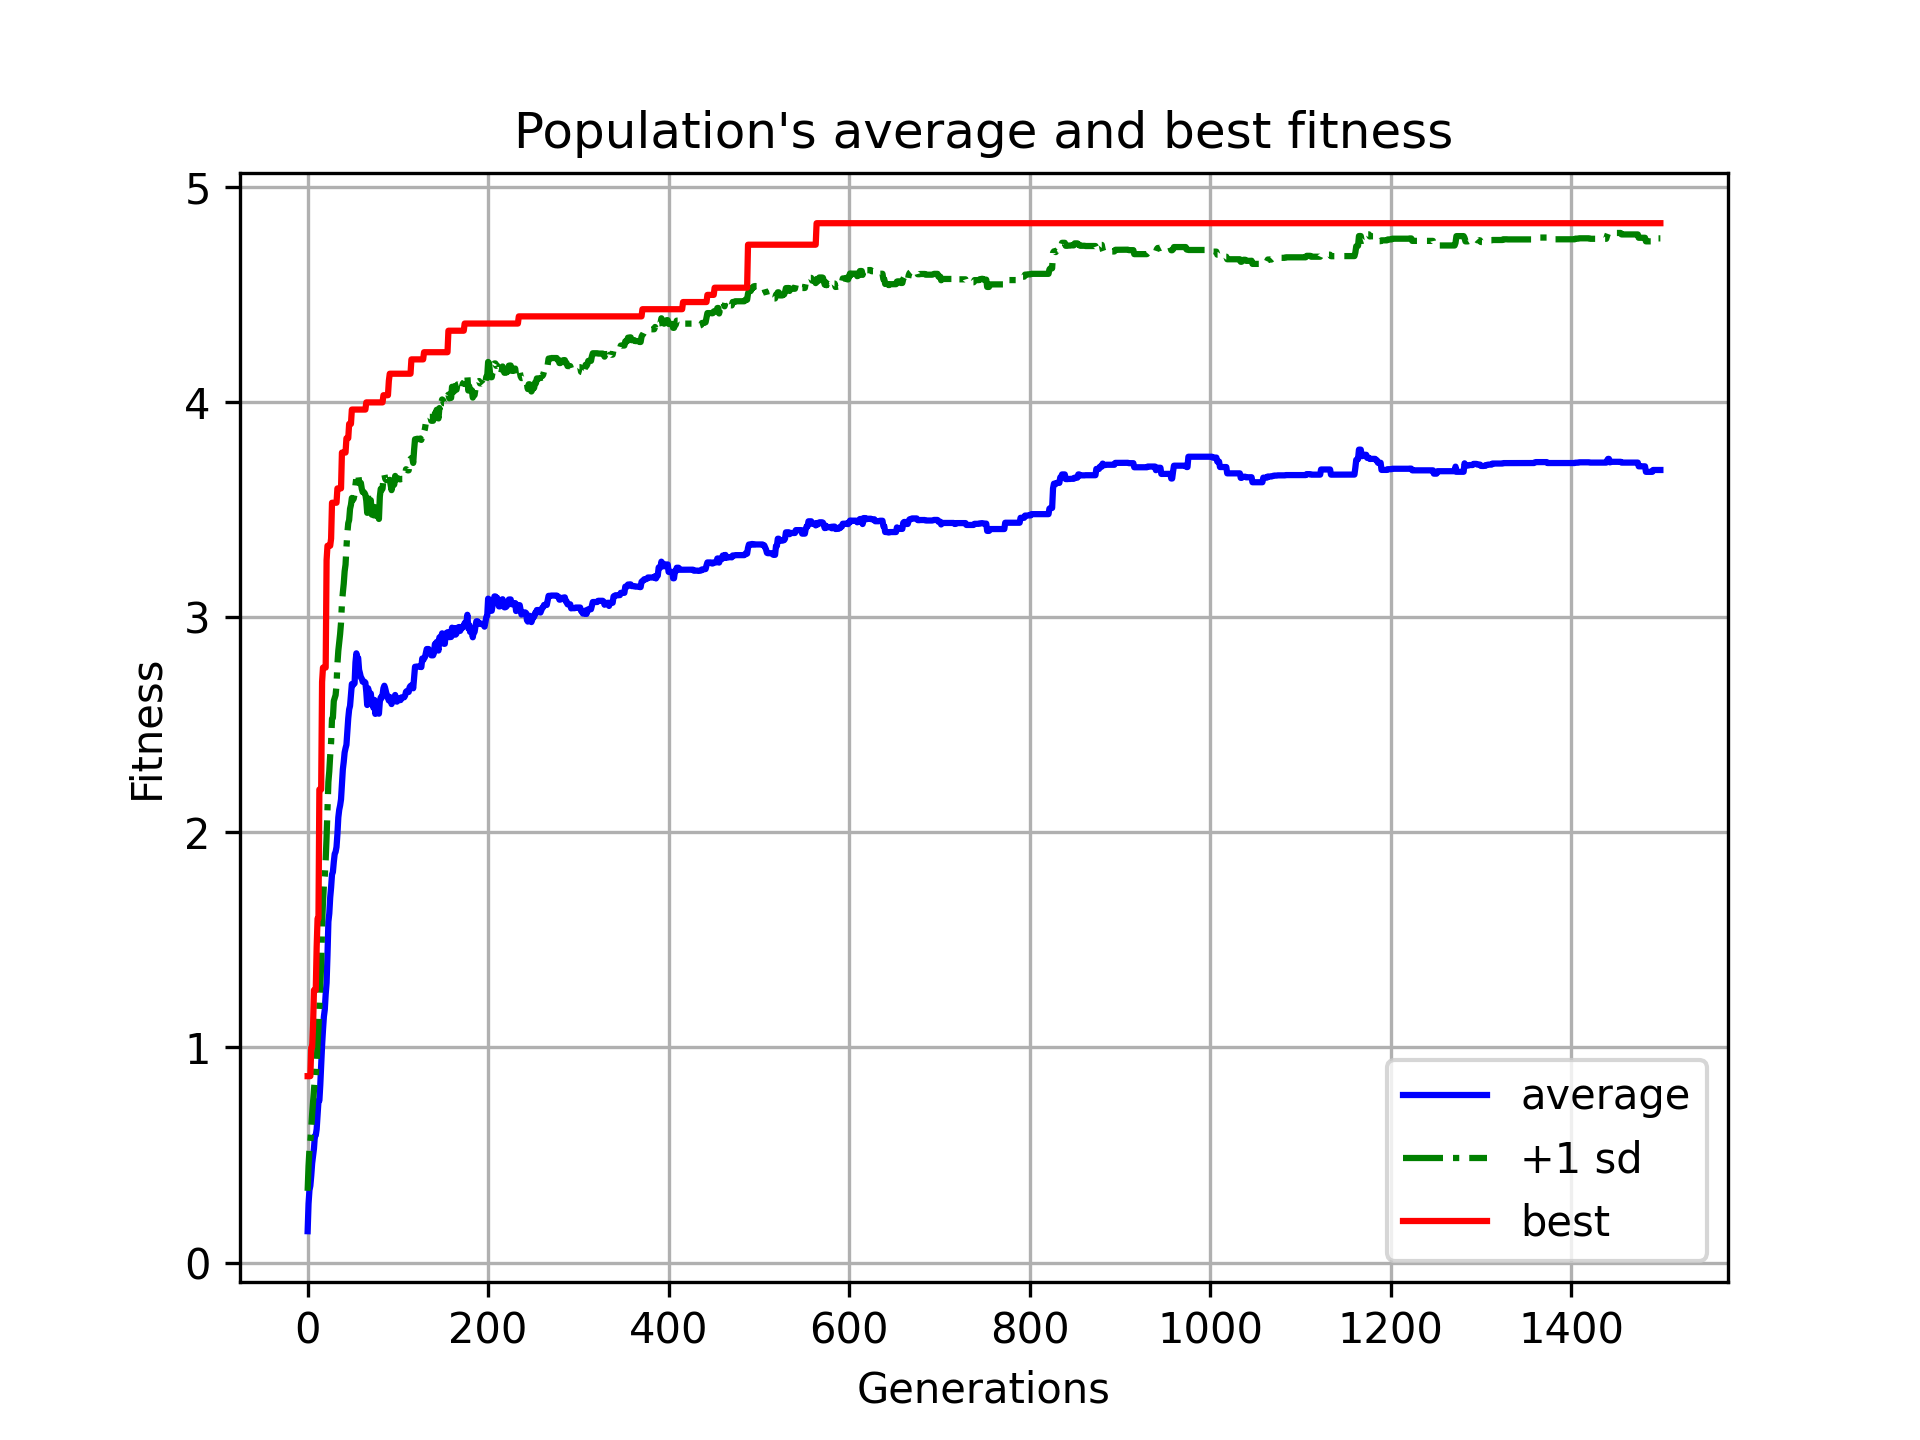 Population's average and best fitness
5
4
3
2
1
0
Fitness
0 200 400 600 800 1000 1200 1400
Generations
average
+1 sd
best